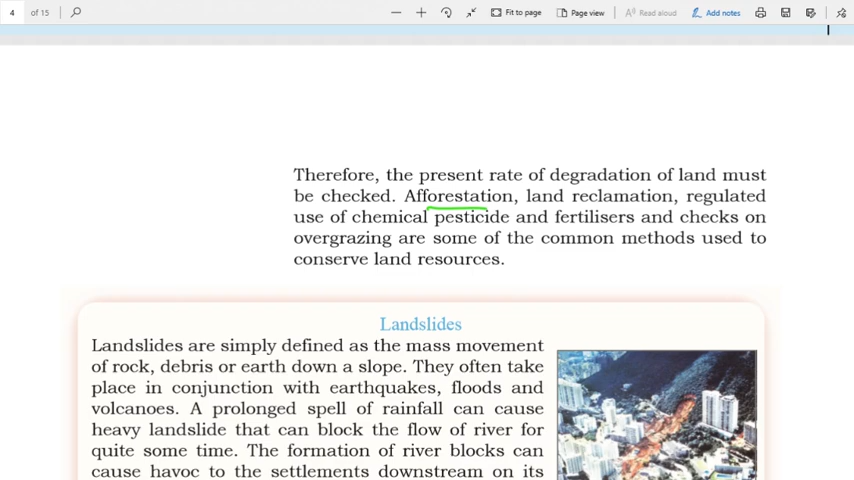 4 of 15 Fit to page Page view Read aloud Add notes
Therefore, the present rate of degradation of land must
be checked. Afforestation, land reclamation, regulated
use of chemical pesticide and fertilisers and checks on
overgrazing are some of the common methods used to
conserve land resources.
Landslides
Landslides are simply defined as the mass movement
of rock, debris or earth down a slope. They often take
place in conjunction with earthquakes, floods and
volcanoes. A prolonged spell of rainfall can cause
heavy landslide that can block the flow of river for
quite some time. The formation of river blocks can
cause havoc to the settlements downstream on its